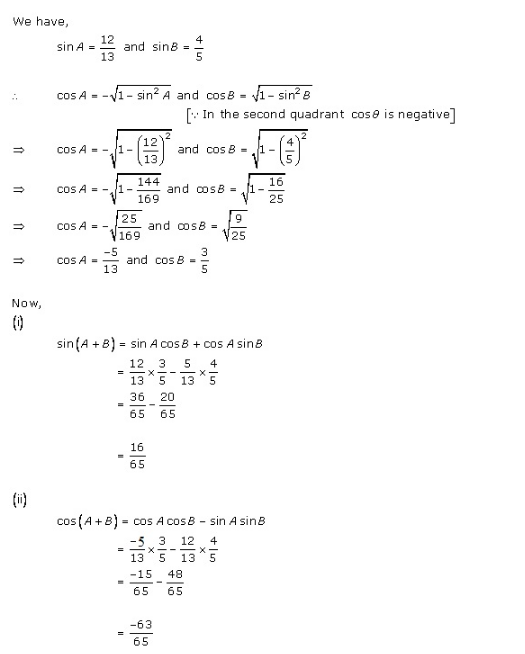 We have,
sin A = 12/13 and sin B = 4/5
∴ cos A = -√(1 - sin² A) and cos B = √(1 - sin² B)
[∵ In the second quadrant cos θ is negative]
⇒ cos A = -√(1 - (12/13)²) and cos B = √(1 - (4/5)²)
⇒ cos A = -√(1 - 144/169) and cos B = √(1 - 16/25)
⇒ cos A = -√(25/169) and cos B = √(9/25)
⇒ cos A = -5/13 and cos B = 3/5
Now,
(i)
sin(A + B) = sin A cos B + cos A sin B
= 12/13 × 3/5 - 5/13 × 4/5
= 36/65 - 20/65
= 16/65
(ii)
cos(A + B) = cos A cos B - sin A sin B
= -5/13 × 3/5 - 12/13 × 4/5
= -15/65 - 48/65
= -63/65